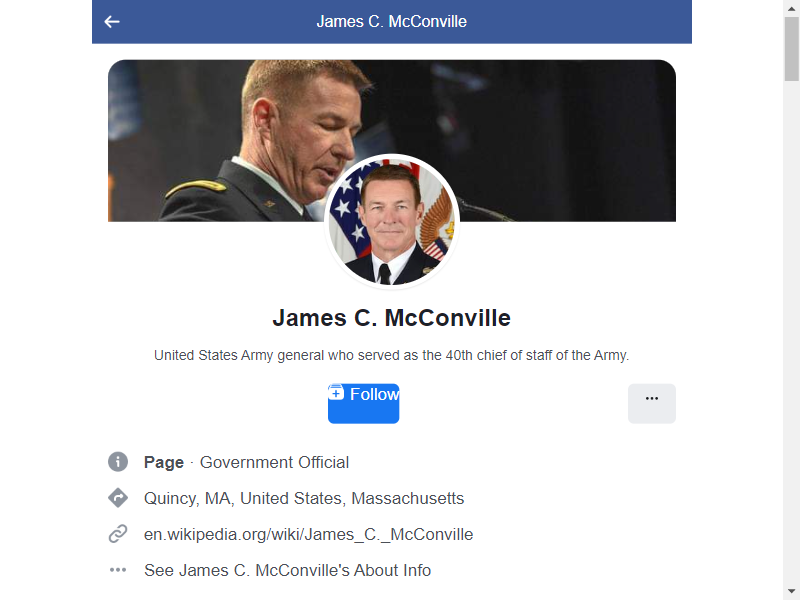 James C. McConville
James C. McConville
United States Army general who served as the 40th chief of staff of the Army.
Follow
Page · Government Official
Quincy, MA, United States, Massachusetts
en.wikipedia.org/wiki/James_C._McConville
See James C. McConville's About Info